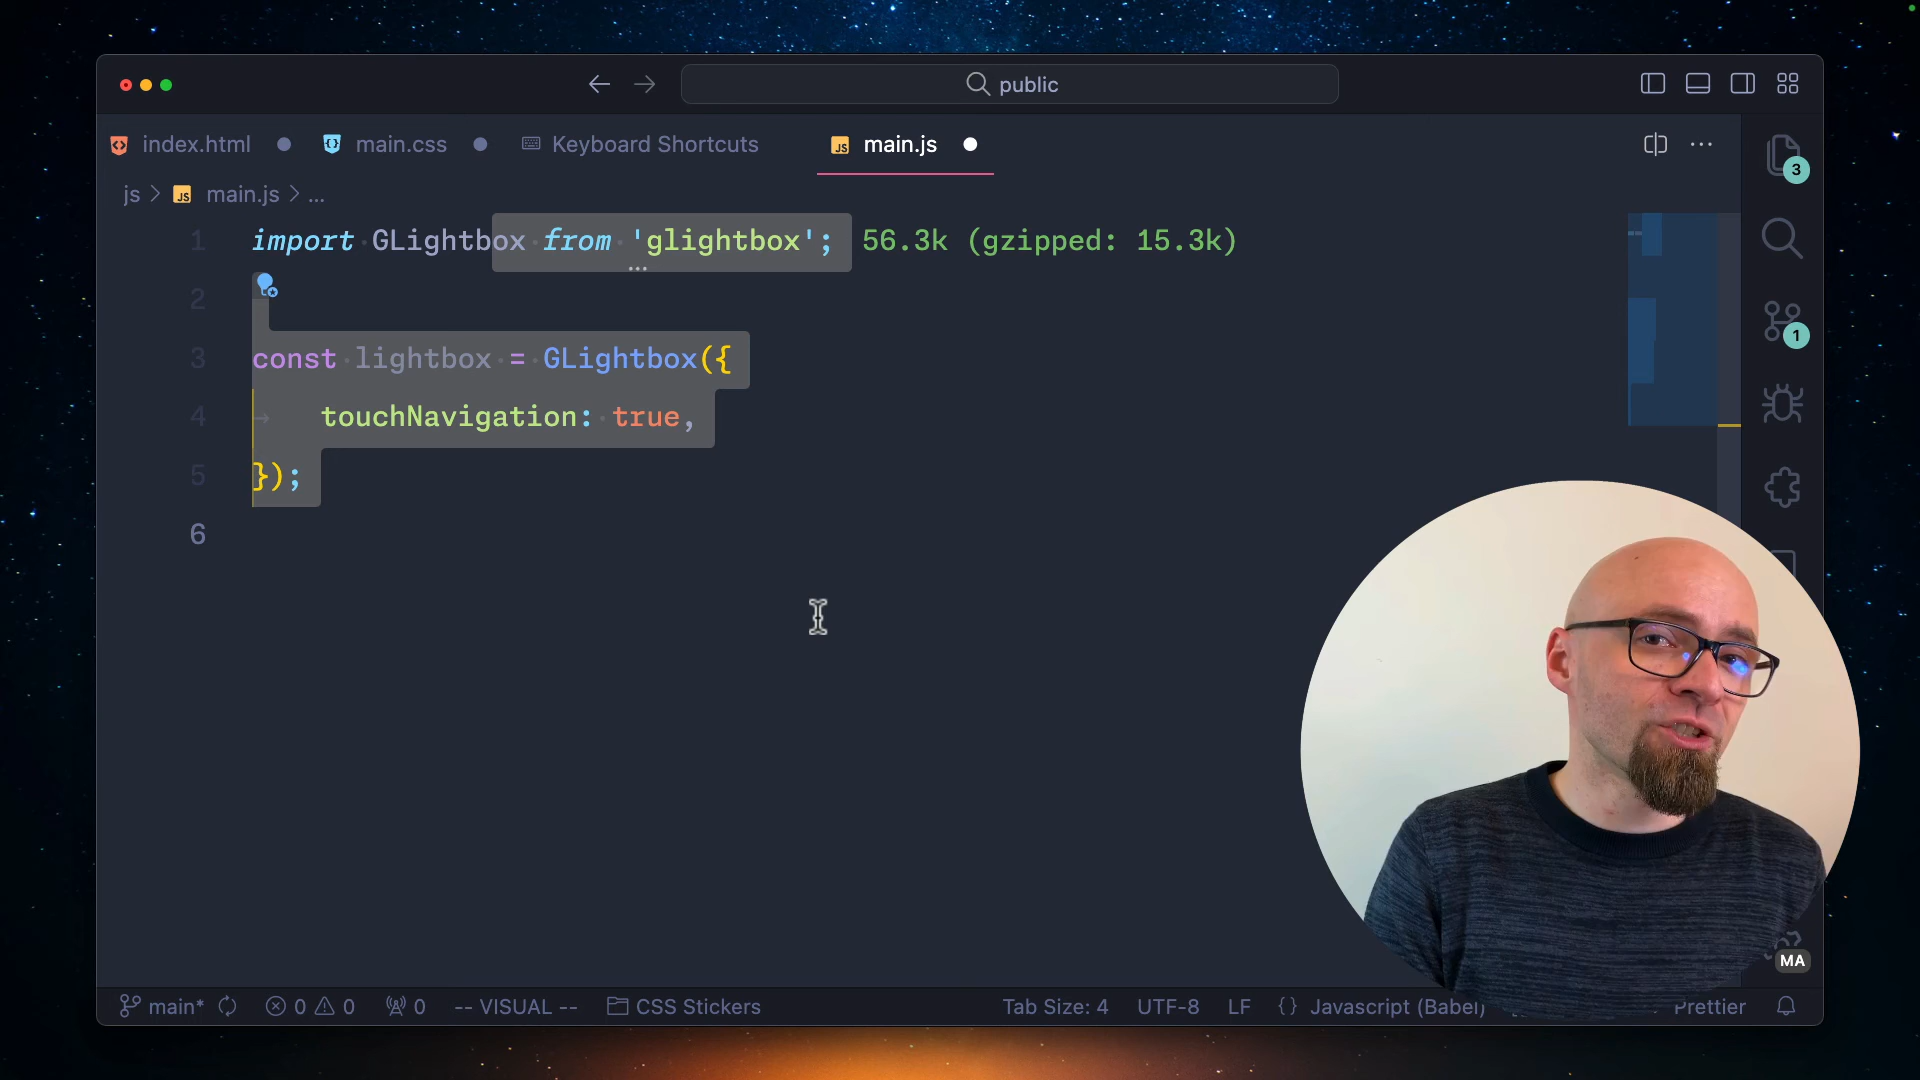 public
index.html
main.css
Keyboard Shortcuts
JS main.js
js > JS main.js > ...
3
1 import GLightbox from 'glightbox'; 56.3k (gzipped: 15.3k)
2
3 const lightbox = GLightbox({
4 touchNavigation: true,
5 });
6
1
MA
main* 0 0 0 -- VISUAL -- CSS Stickers Tab Size: 4 UTF-8 LF {} Javascript (Babel) Prettier